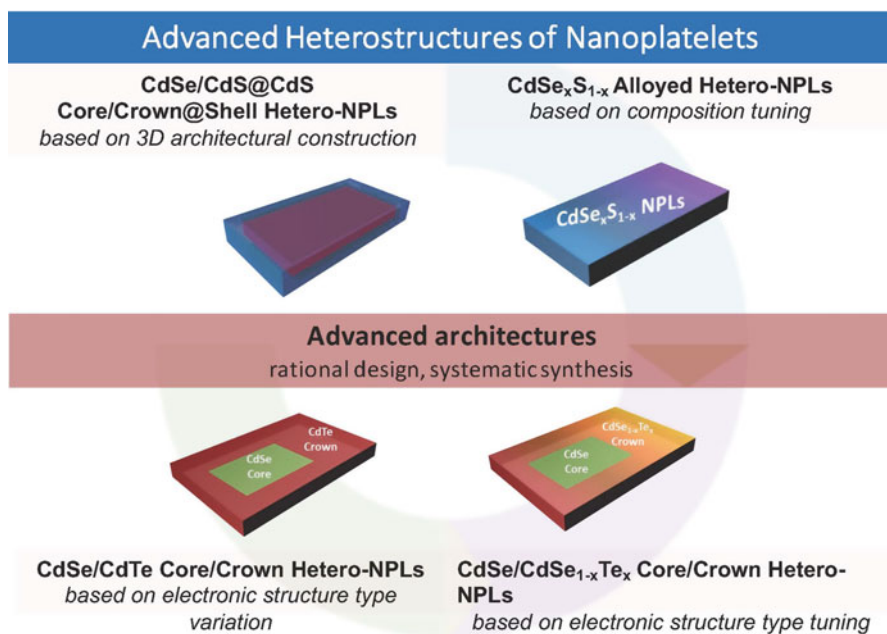 Advanced Heterostructures of Nanoplatelets
CdSe/CdS@CdS
Core/Crown@Shell Hetero-NPLs
based on 3D architectural construction
CdSeₓS₁₋ₓ Alloyed Hetero-NPLs
based on composition tuning
CdSeₓS₁₋ₓ NPLs
Advanced architectures
rational design, systematic synthesis
CdTe
Crown
CdSe
Core
CdSe₁₋ₓTeₓ
Crown
CdSe
Core
CdSe/CdTe Core/Crown Hetero-NPLs
based on electronic structure type
variation
CdSe/CdSe₁₋ₓTeₓ Core/Crown Hetero-
NPLs
based on electronic structure type tuning